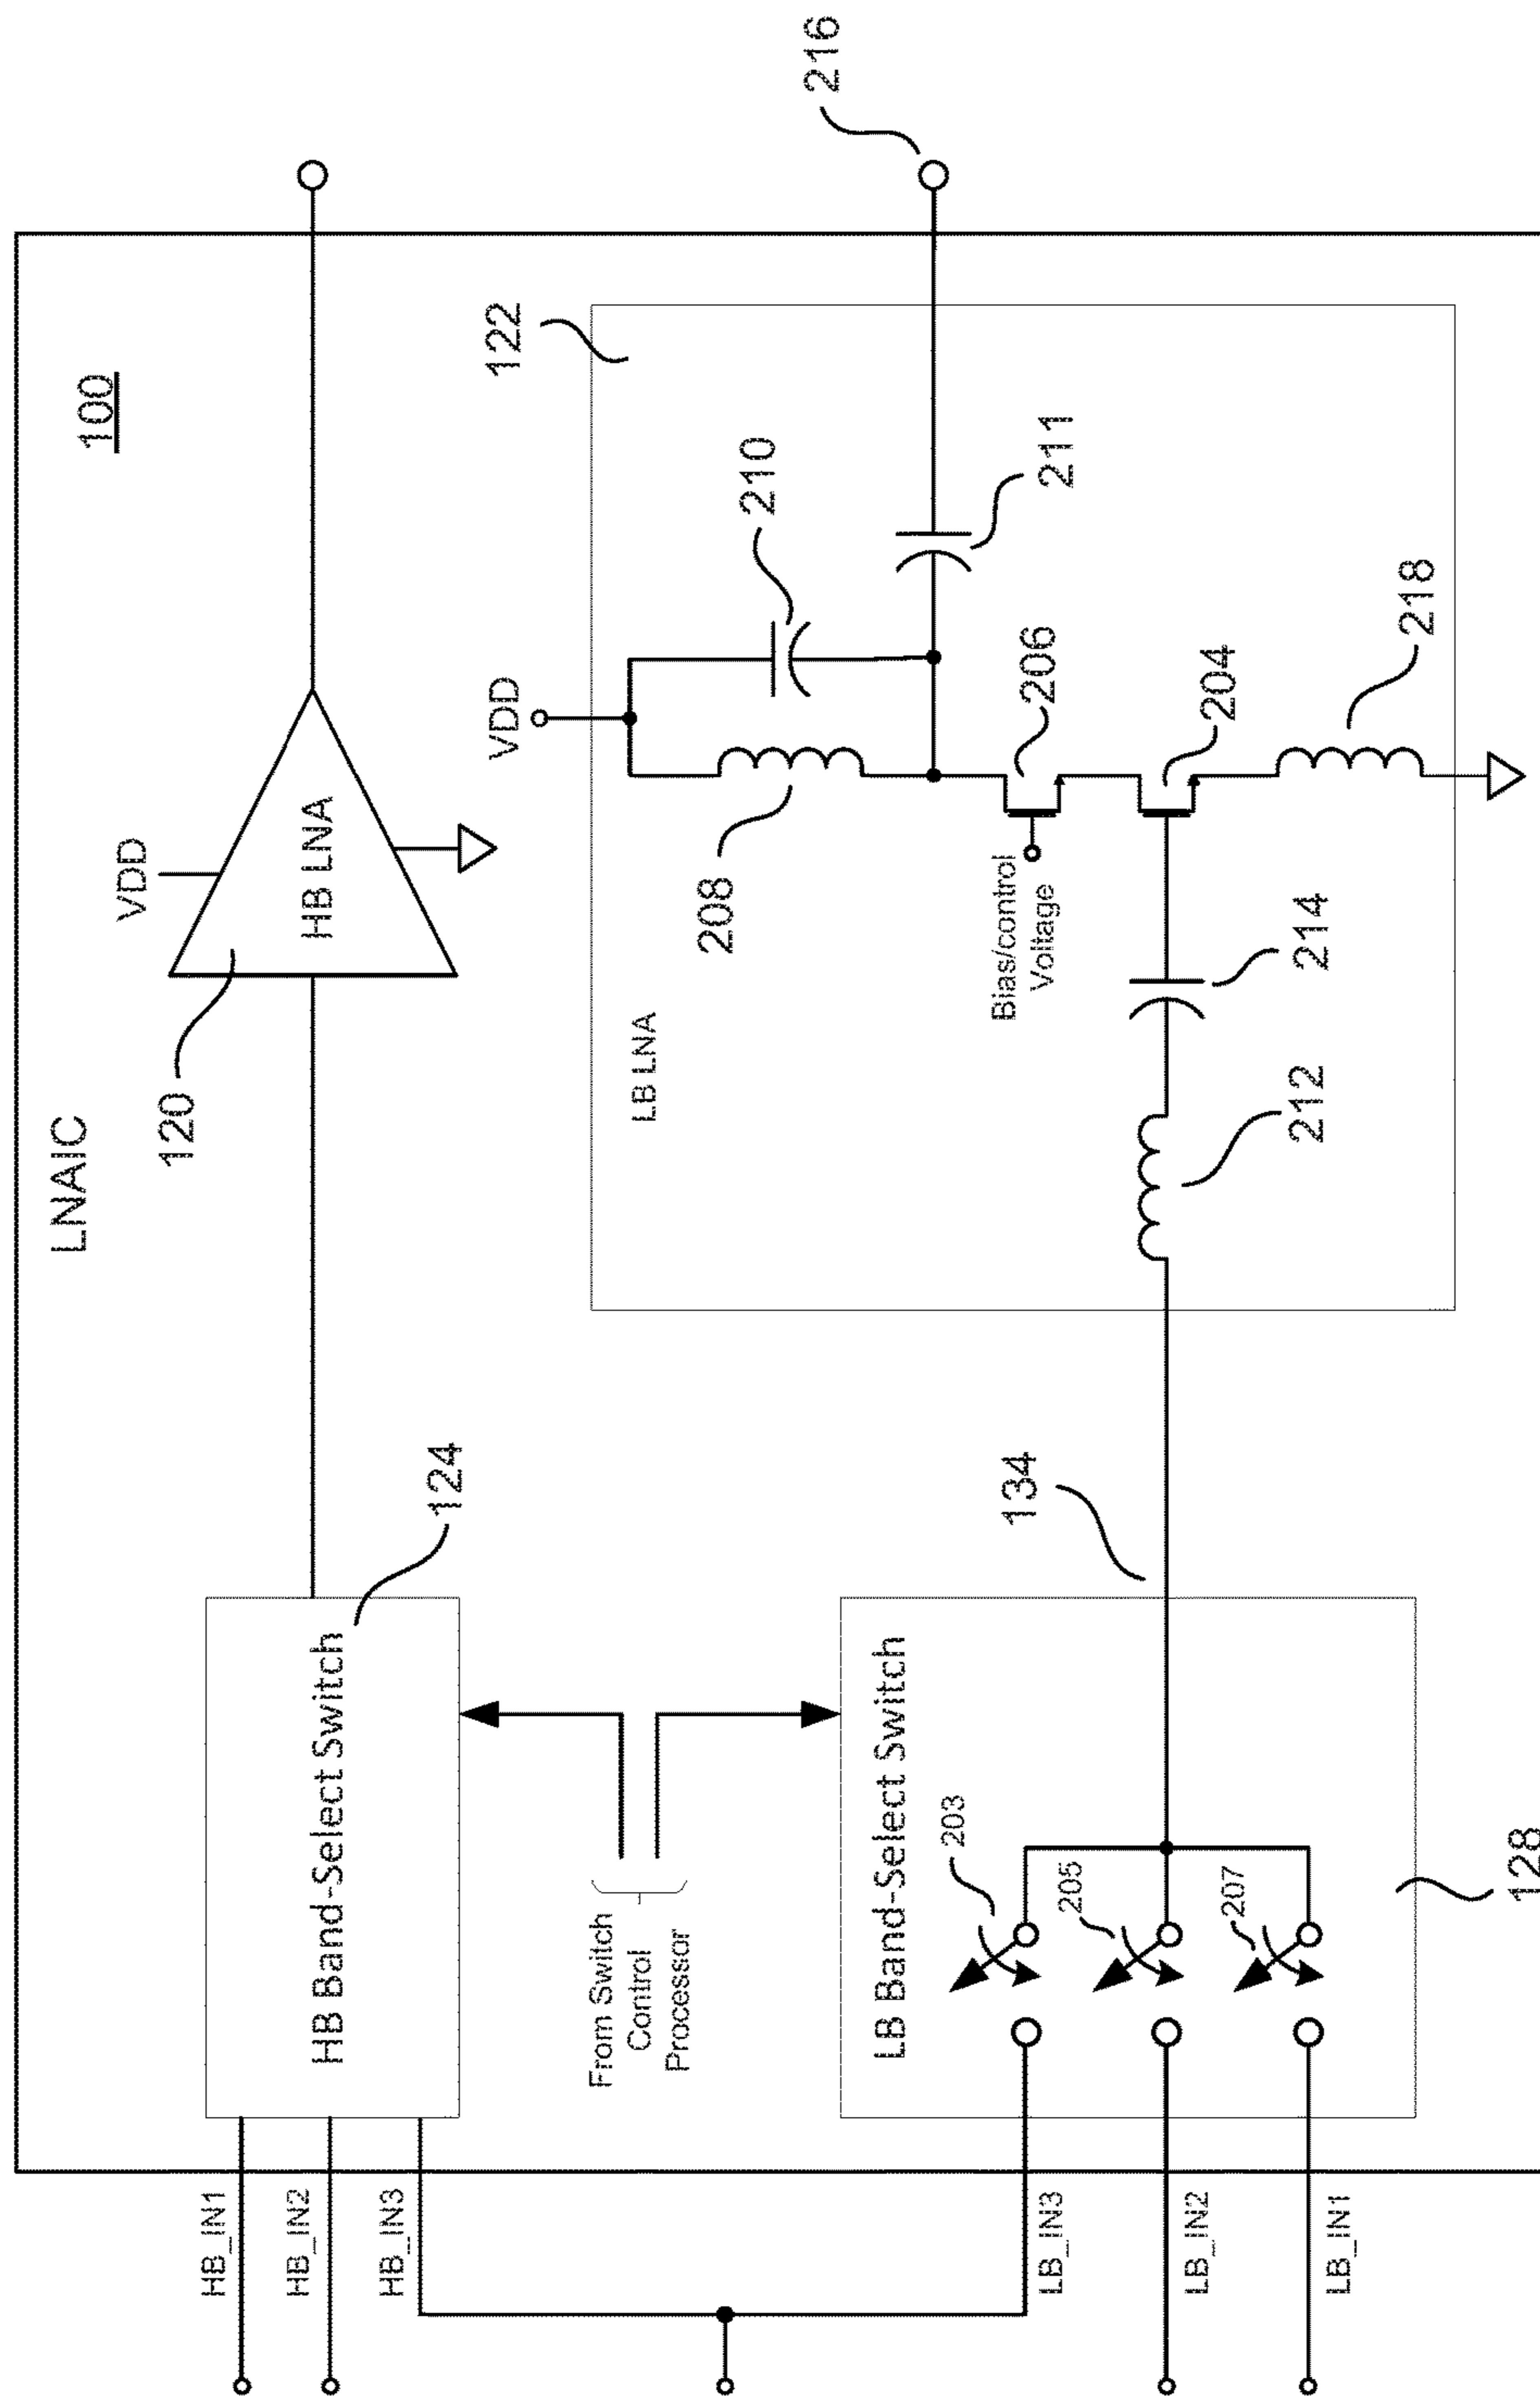 LNAIC
100
HB_IN1
HB_IN2
HB_IN3
HB Band-Select Switch
124
VDD
HB LNA
120
From Switch
Control
Processor
LB Band-Select Switch
203
205
207
128
LB_IN3
LB_IN2
LB_IN1
134
LB LNA
122
VDD
208
210
211
216
Bias/control
Voltage
206
204
218
212
214